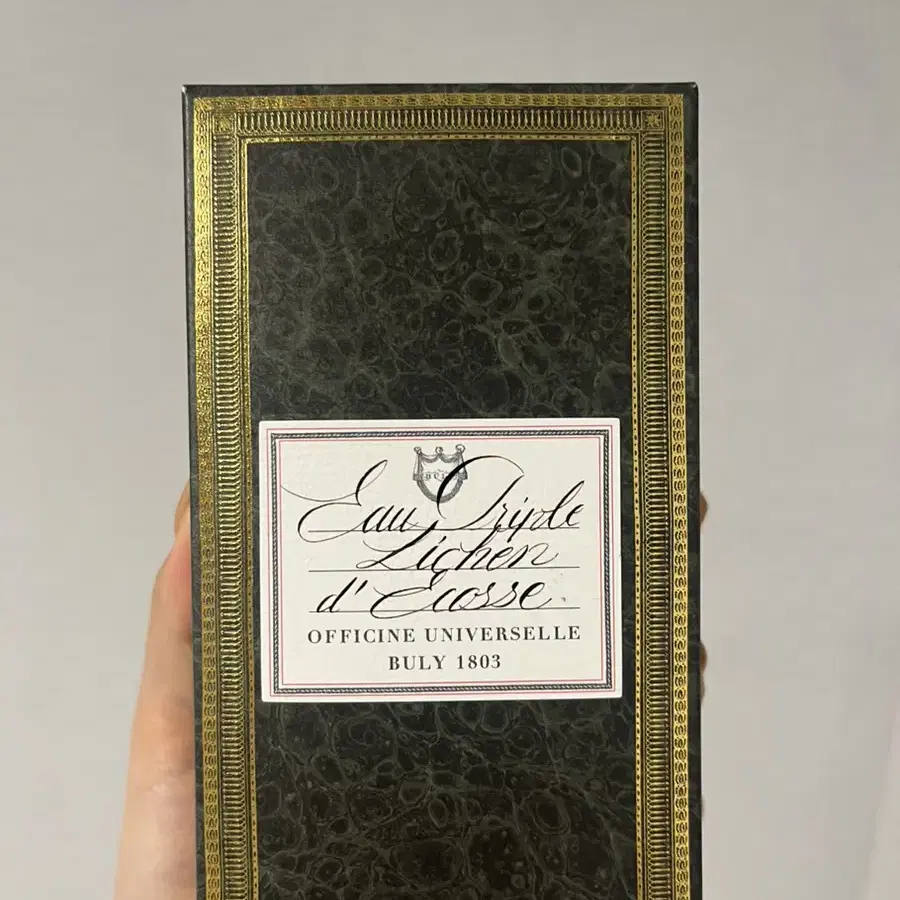 Eau Triple
Lichen
d' Ecosse
OFFICINE UNIVERSELLE
BULY 1803